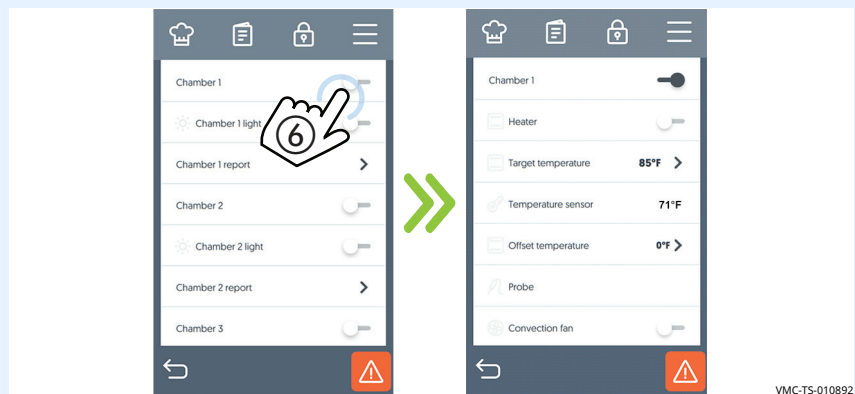 Chamber 1
Chamber 1 light
6
Chamber 1 report
Chamber 2
Chamber 2 light
Chamber 2 report
Chamber 3
Chamber 1
Heater
Target temperature 85°F
Temperature sensor 71°F
Offset temperature 0°F
Probe
Convection fan
VMC-TS-010892